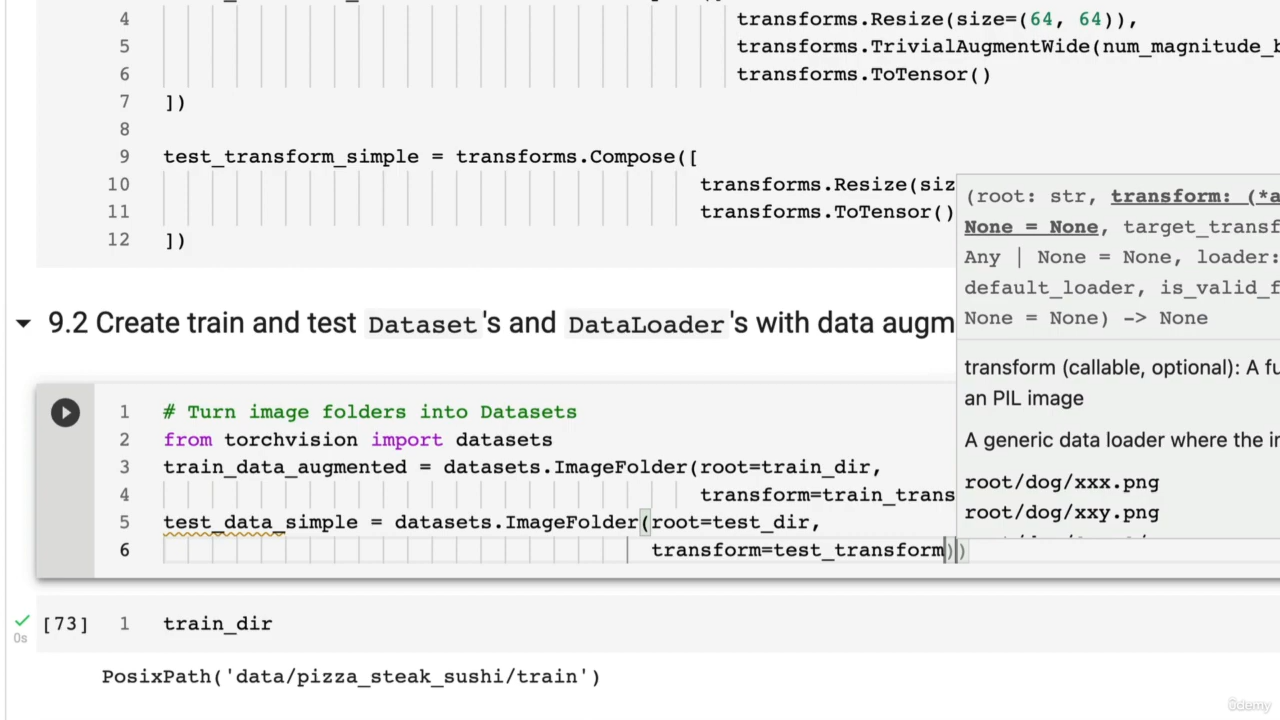 4 transforms.Resize(size=(64, 64)),
5 transforms.TrivialAugmentWide(num_magnitude_b
6 transforms.ToTensor()
7 ])
8
9 test_transform_simple = transforms.Compose([
10 transforms.Resize(siz
11 transforms.ToTensor()
12 ])
(root: str, transform: (*a
None = None, target_transf
Any | None = None, loader:
default_loader, is_valid_f
None = None) -> None
transform (callable, optional): A fu
an PIL image
A generic data loader where the in
root/dog/xxx.png
root/dog/xxy.png
9.2 Create train and test Dataset's and DataLoader's with data augm
1 # Turn image folders into Datasets
2 from torchvision import datasets
3 train_data_augmented = datasets.ImageFolder(root=train_dir,
4 transform=train_trans
5 test_data_simple = datasets.ImageFolder(root=test_dir,
6 transform=test_transform))
0s [73] 1 train_dir
PosixPath('data/pizza_steak_sushi/train')
ûdemy